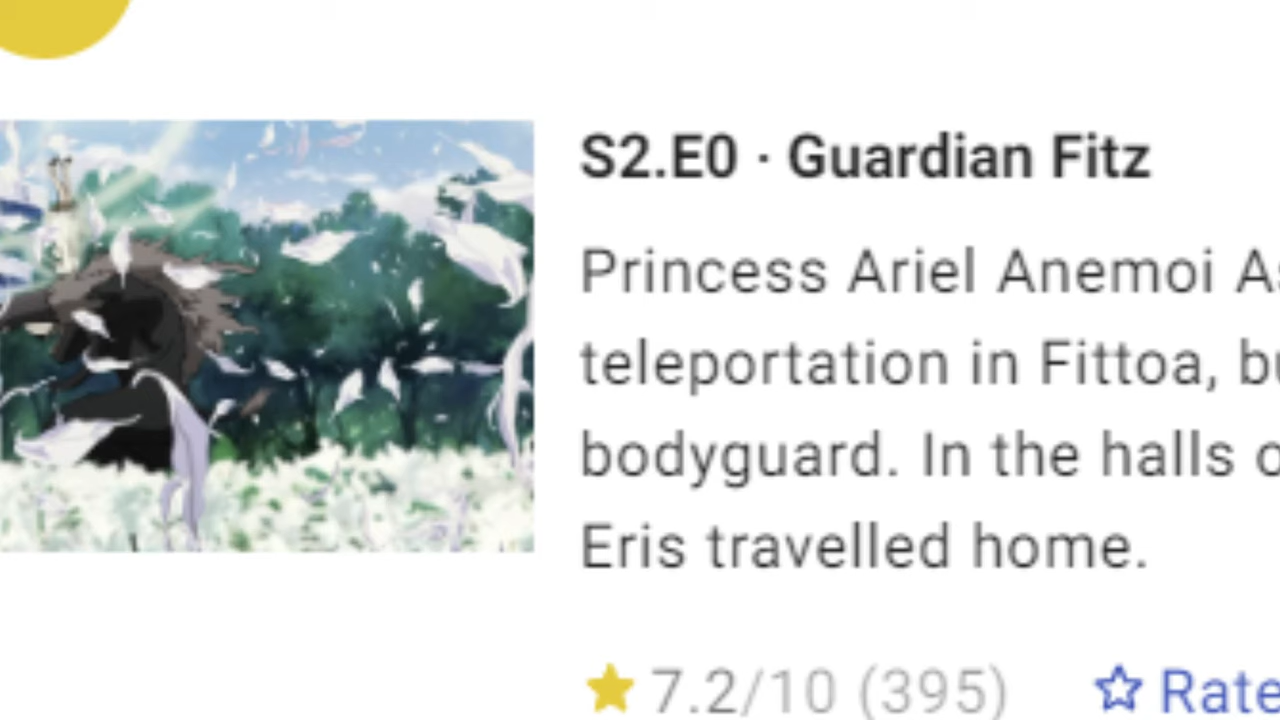 S2.E0 · Guardian Fitz
Princess Ariel Anemoi
teleportation in Fittoa,
bodyguard. In the halls
Eris travelled home.
7.2/10 (395) Rate